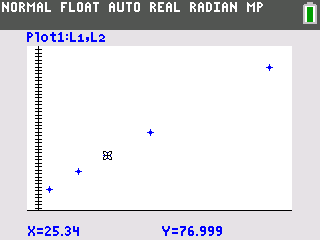 NORMAL FLOAT AUTO REAL RADIAN MP
Plot1:L1,L2
X=25.34 Y=76.999